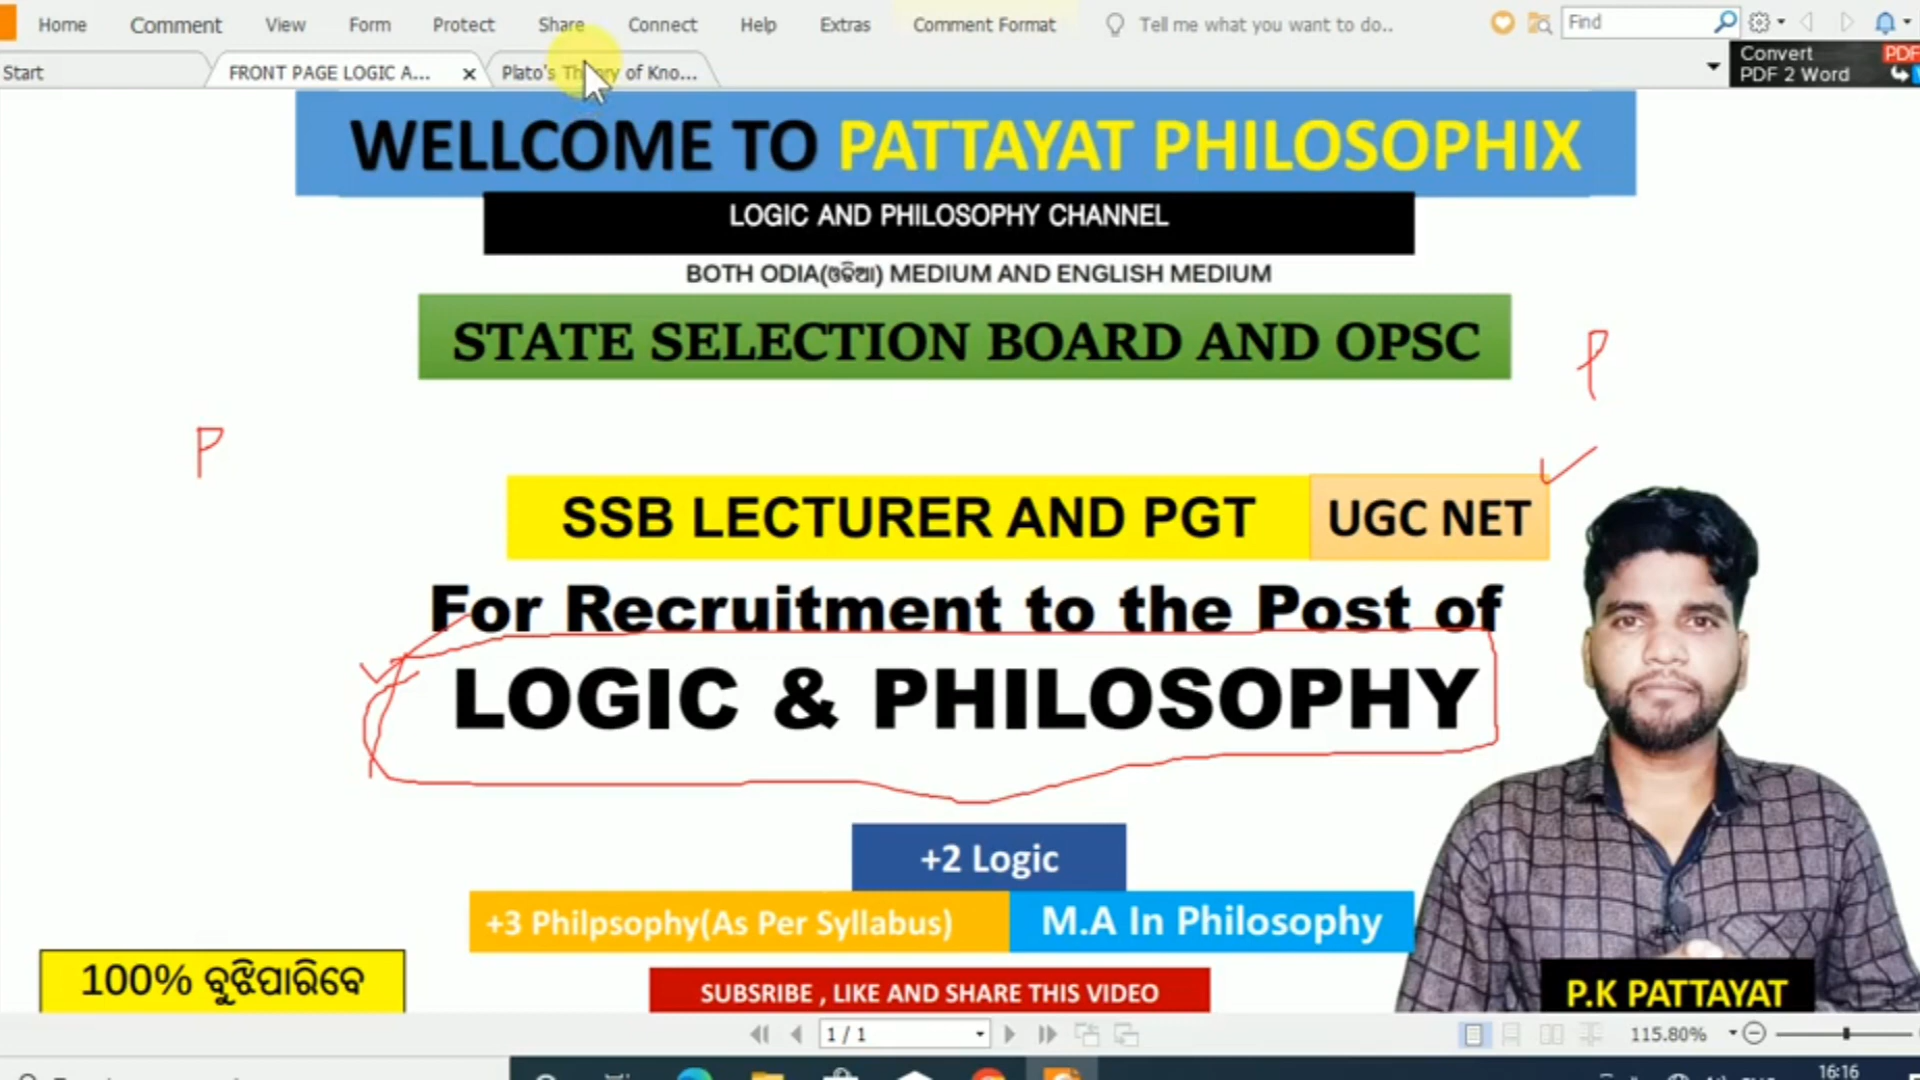 Home Comment View Form Protect Share Connect Help Extras Comment Format Tell me what you want to do.. Find
Start FRONT PAGE LOGIC A... Plato's Theory of Kno... Convert PDF
PDF 2 Word
WELLCOME TO PATTAYAT PHILOSOPHIX
LOGIC AND PHILOSOPHY CHANNEL
BOTH ODIA(ଓଡିଆ) MEDIUM AND ENGLISH MEDIUM
STATE SELECTION BOARD AND OPSC
P
P
SSB LECTURER AND PGT UGC NET
For Recruitment to the Post of
LOGIC & PHILOSOPHY
+2 Logic
+3 Philpsophy(As Per Syllabus) M.A In Philosophy
100% ବୁଝିପାରିବେ
SUBSRIBE , LIKE AND SHARE THIS VIDEO
P.K PATTAYAT
1 / 1 115.80%
16:16